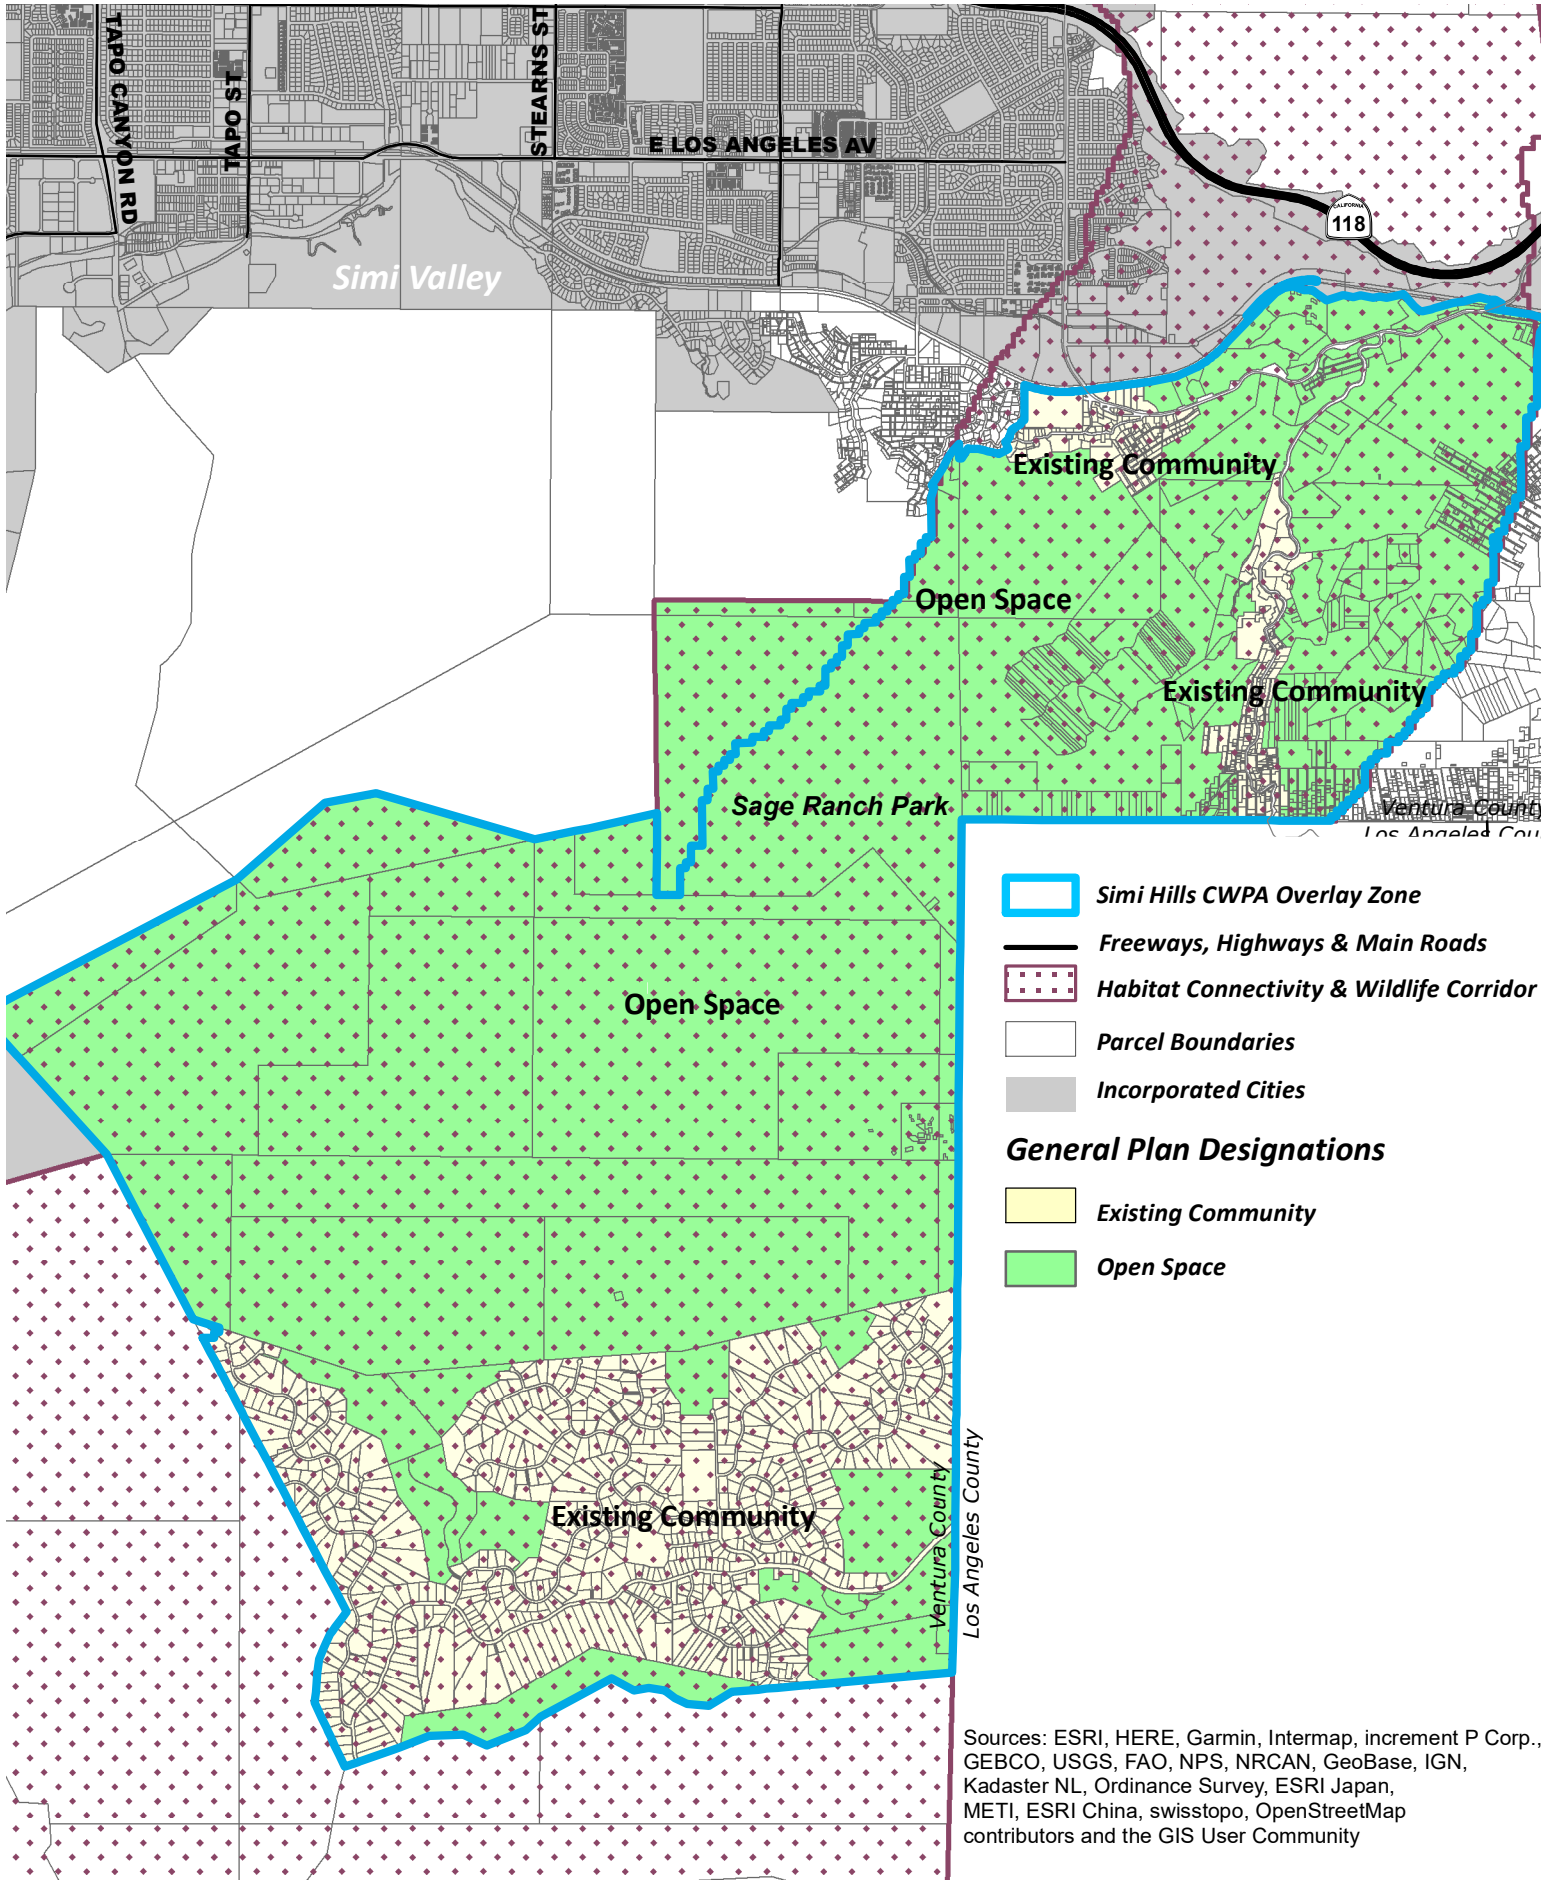 TAPO CANYON RD
TAPO ST
STEARNS ST
E LOS ANGELES AV
CALIFORNIA
118
Simi Valley
Existing Community
Open Space
Existing Community
Sage Ranch Park
Ventura County
Los Angeles Cou
Simi Hills CWPA Overlay Zone
Freeways, Highways & Main Roads
Habitat Connectivity & Wildlife Corridor
Parcel Boundaries
Incorporated Cities
General Plan Designations
Existing Community
Open Space
Open Space
Existing Community
Ventura County
Los Angeles County
Sources: ESRI, HERE, Garmin, Intermap, increment P Corp.,
GEBCO, USGS, FAO, NPS, NRCAN, GeoBase, IGN,
Kadaster NL, Ordinance Survey, ESRI Japan,
METI, ESRI China, swisstopo, OpenStreetMap
contributors and the GIS User Community